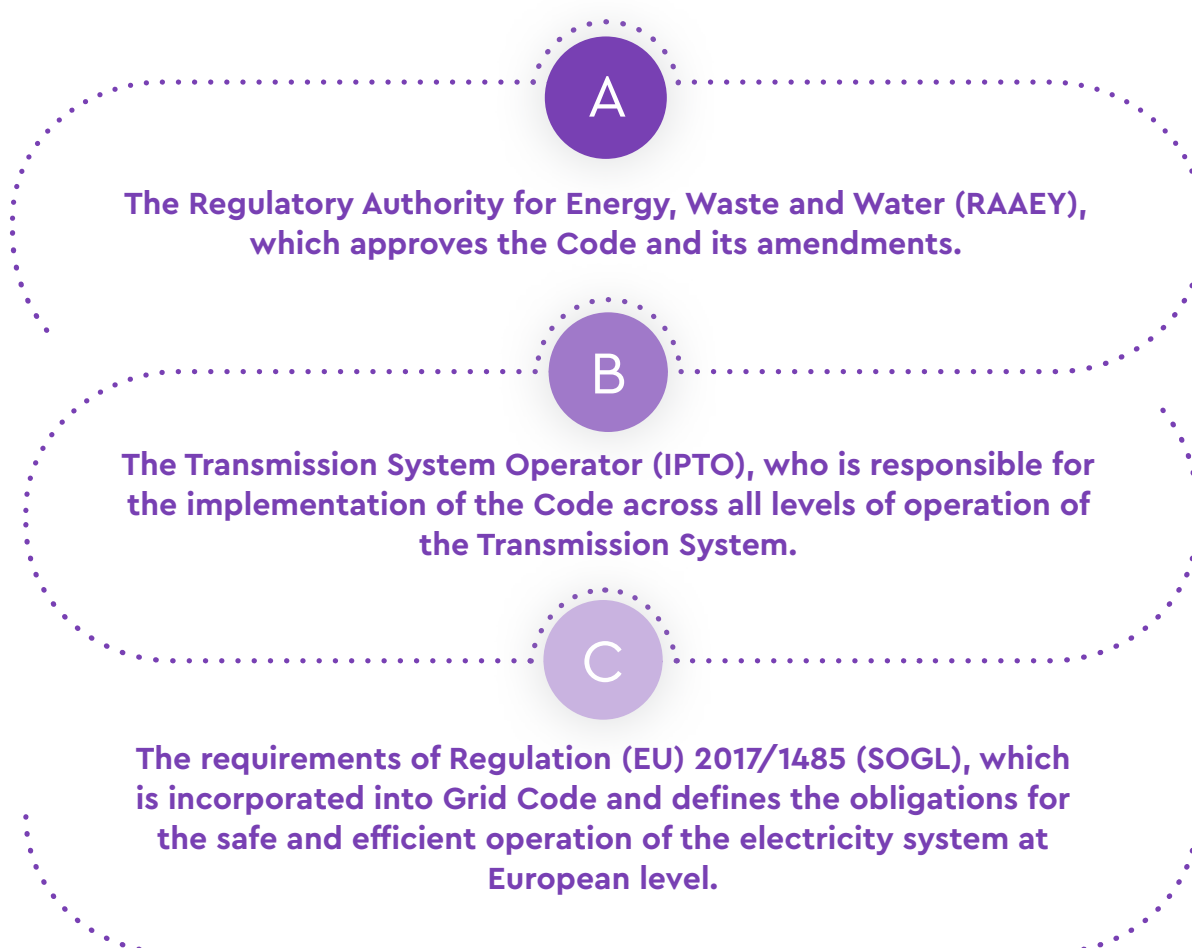 A
The Regulatory Authority for Energy, Waste and Water (RAAEY),
which approves the Code and its amendments.
B
The Transmission System Operator (IPTO), who is responsible for
the implementation of the Code across all levels of operation of
the Transmission System.
C
The requirements of Regulation (EU) 2017/1485 (SOGL), which
is incorporated into Grid Code and defines the obligations for
the safe and efficient operation of the electricity system at
European level.